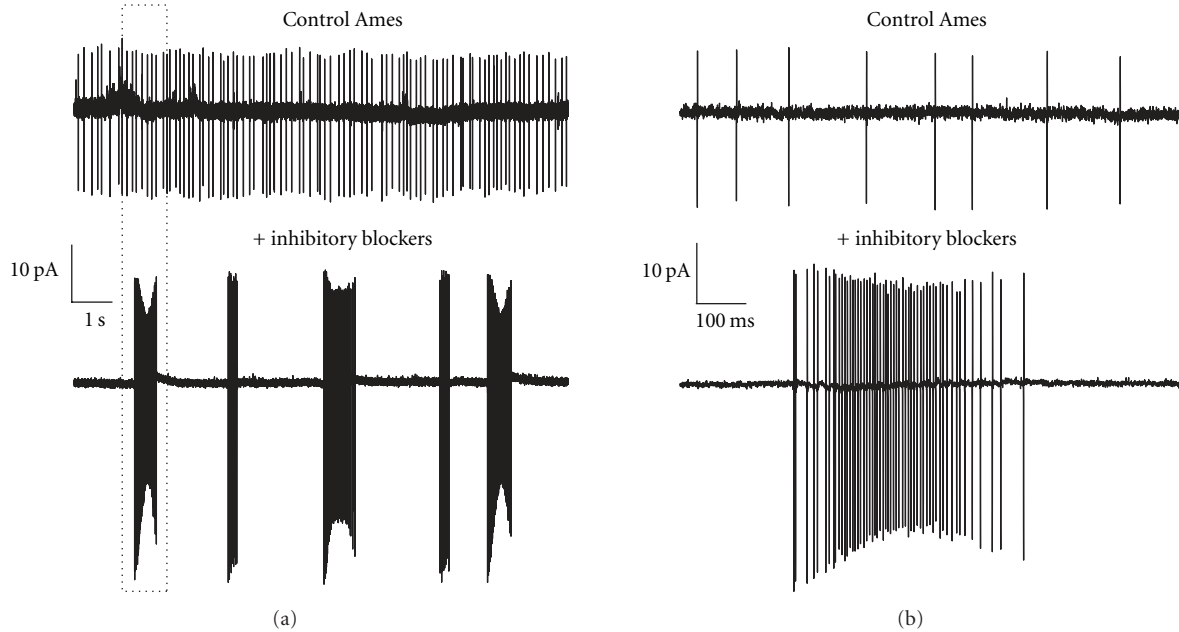 Control Ames
+ inhibitory blockers
10 pA
1 s
(a)
Control Ames
+ inhibitory blockers
10 pA
100 ms
(b)